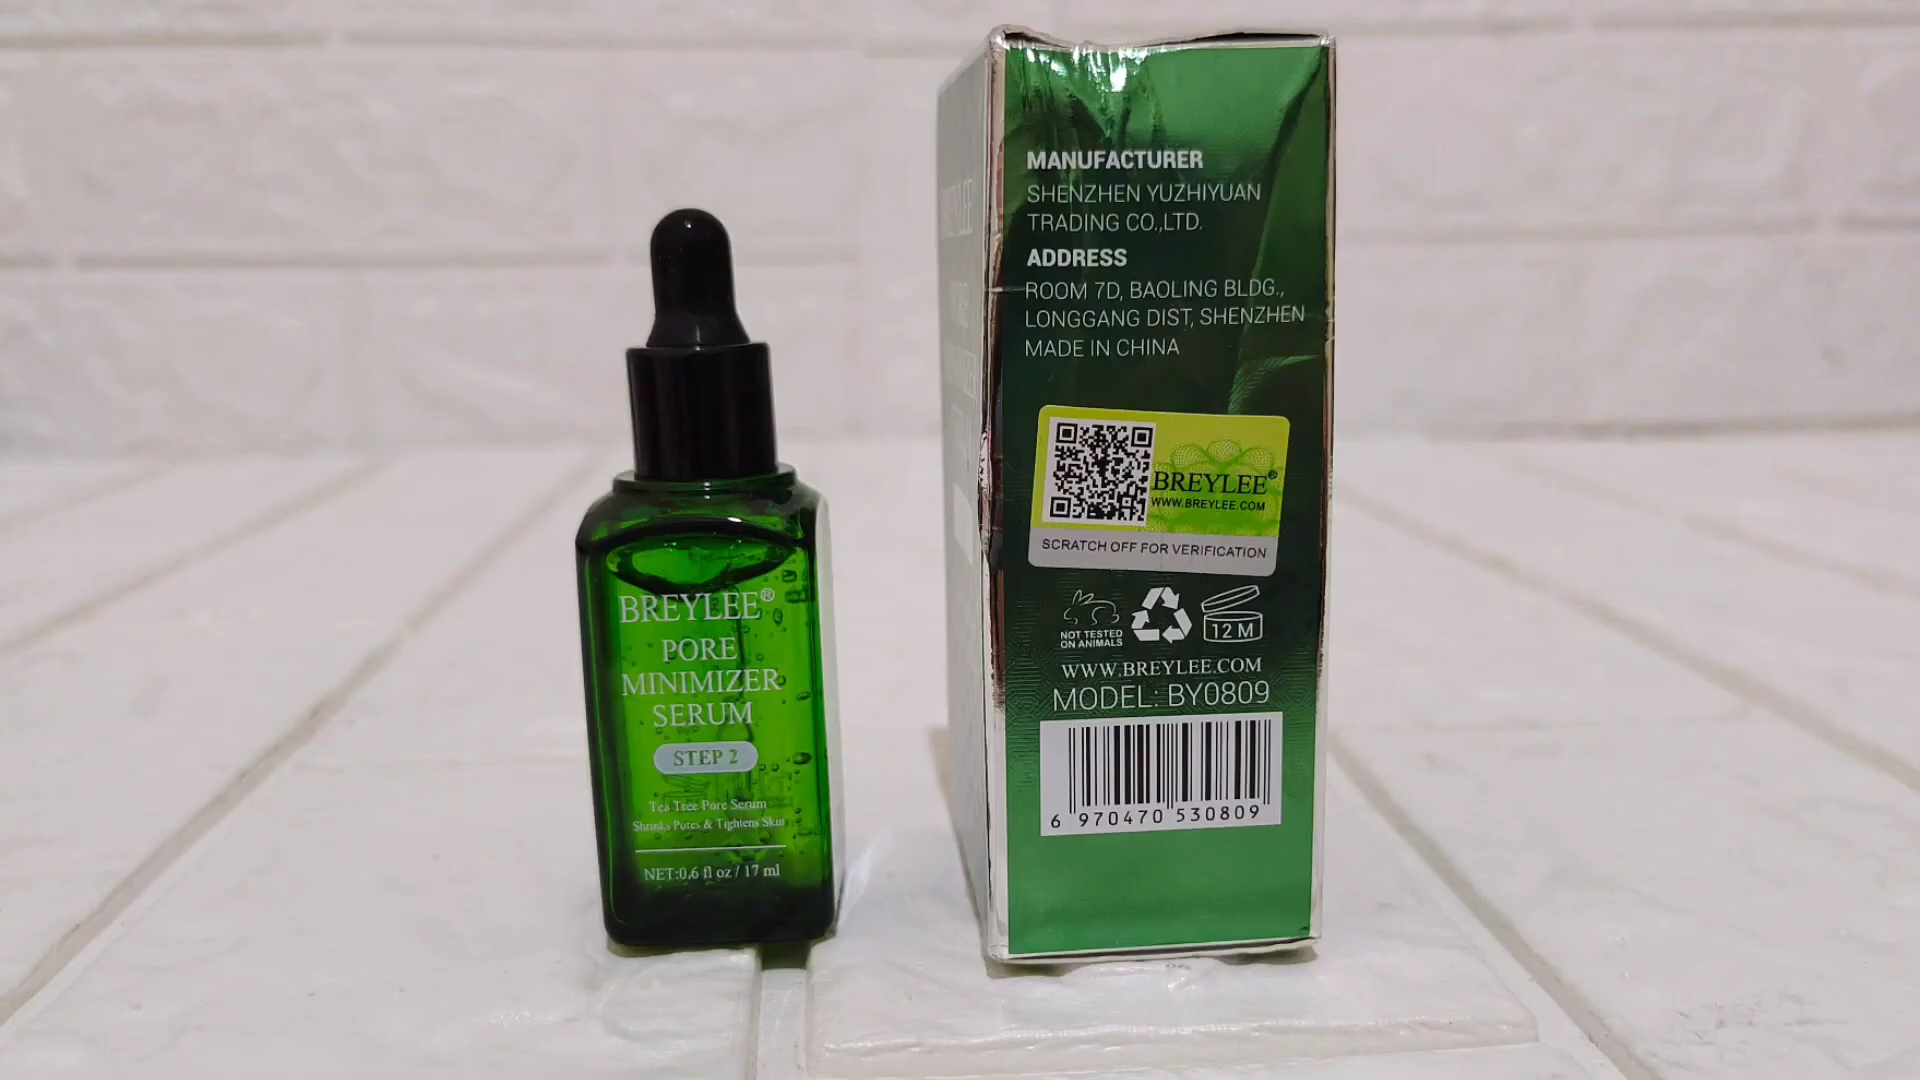 BREYLEE®
PORE
MINIMIZER
SERUM
STEP 2
Tea Tree Pore Serum
Shrinks Pores & Tightens Skin
NET:0.6 fl oz / 17 ml
MANUFACTURER
SHENZHEN YUZHIYUAN
TRADING CO.,LTD.
ADDRESS
ROOM 7D, BAOLING BLDG.,
LONGGANG DIST, SHENZHEN
MADE IN CHINA
BREYLEE®
WWW.BREYLEE.COM
SCRATCH OFF FOR VERIFICATION
NOT TESTED
ON ANIMALS
12 M
WWW.BREYLEE.COM
MODEL: BY0809
6 970470 530809